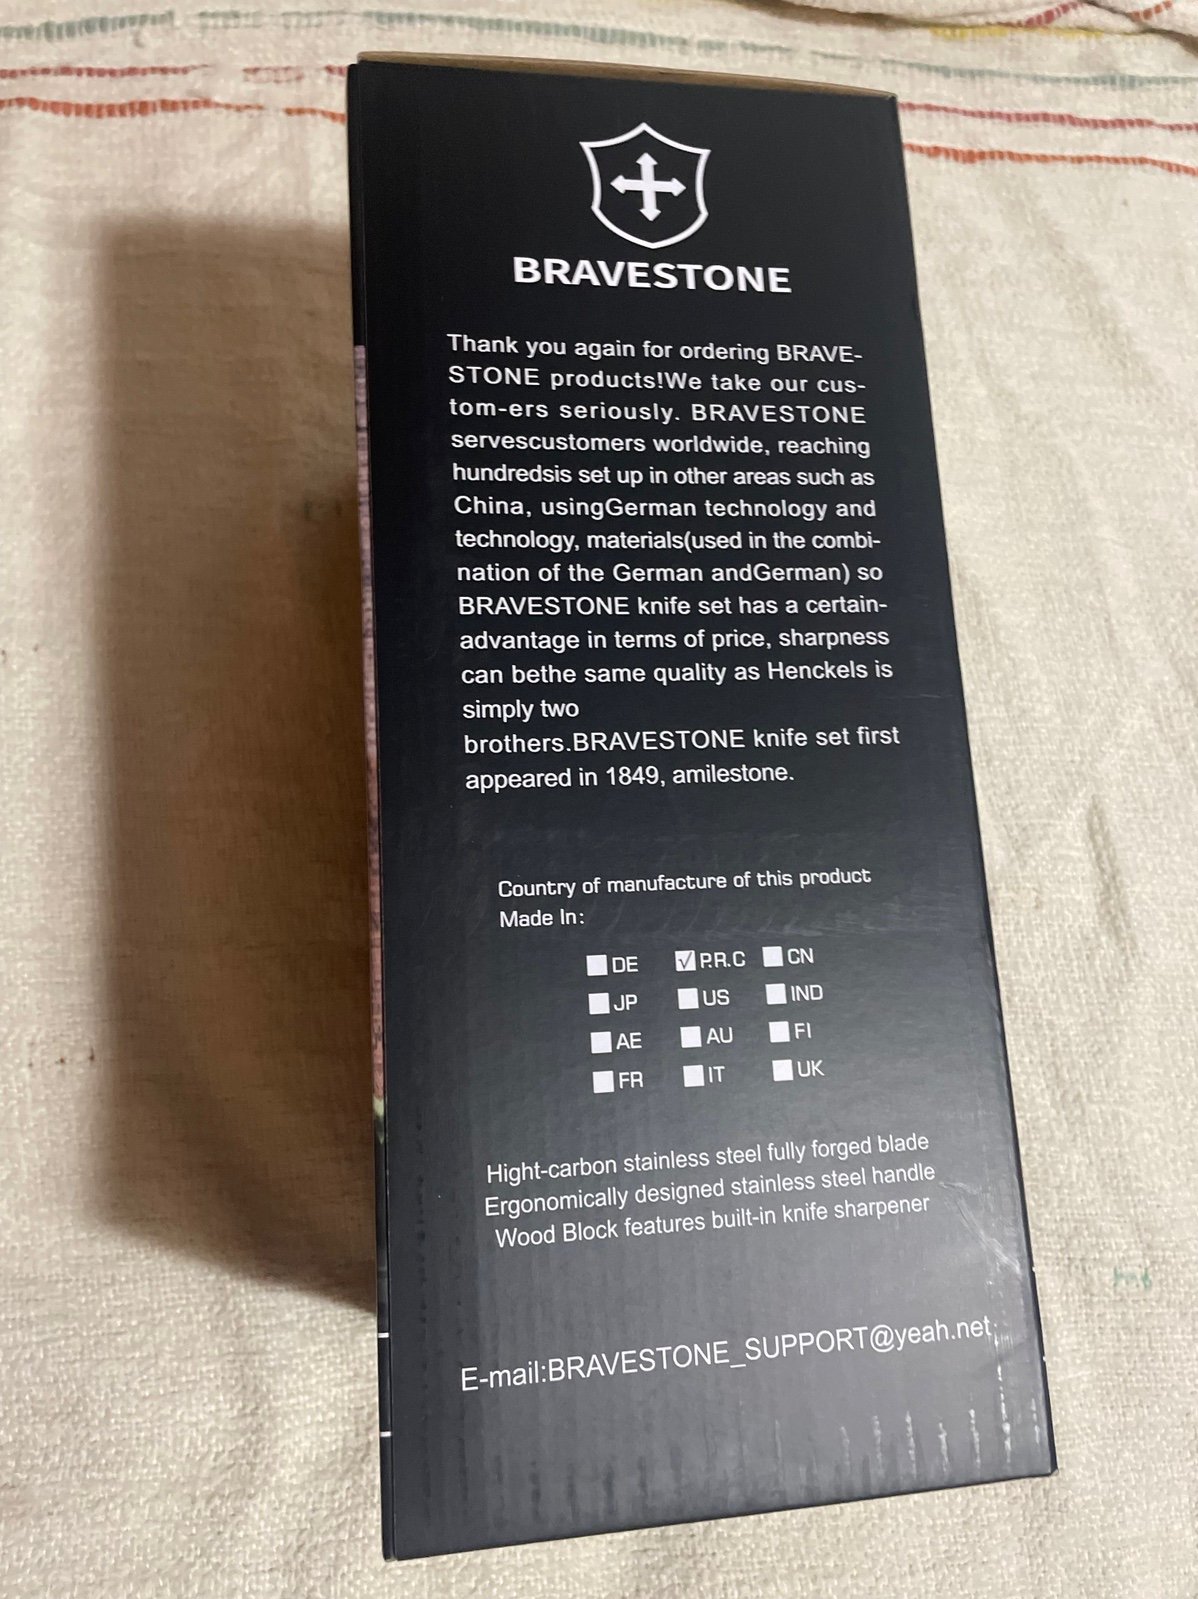 BRAVESTONE
Thank you again for ordering BRAVE-
STONE products!We take our cus-
tom-ers seriously. BRAVESTONE
servescustomers worldwide, reaching
hundredsis set up in other areas such as
China, usingGerman technology and
technology, materials(used in the combi-
nation of the German andGerman) so
BRAVESTONE knife set has a certain-
advantage in terms of price, sharpness
can bethe same quality as Henckels is
simply two
brothers.BRAVESTONE knife set first
appeared in 1849, amilestone.
Country of manufacture of this product
Made In:
DE √ P.R.C CN
JP US IND
AE AU FI
FR IT UK
Hight-carbon stainless steel fully forged blade
Ergonomically designed stainless steel handle
Wood Block features built-in knife sharpener
E-mail:BRAVESTONE_SUPPORT@yeah.net